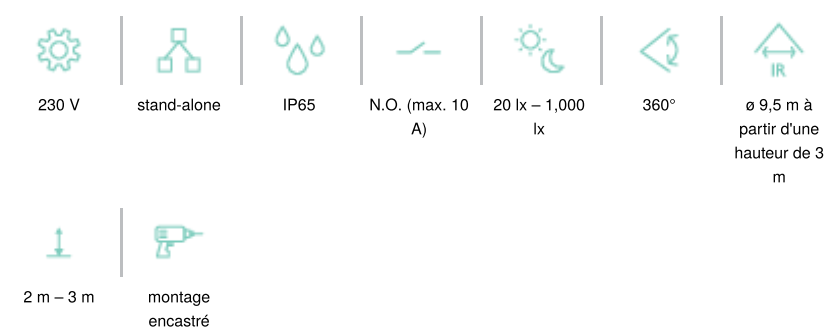 IR
230 V
stand-alone
IP65
N.O. (max. 10
A)
20 lx – 1,000
lx
360°
ø 9,5 m à
partir d'une
hauteur de 3
m
2 m – 3 m
montage
encastré